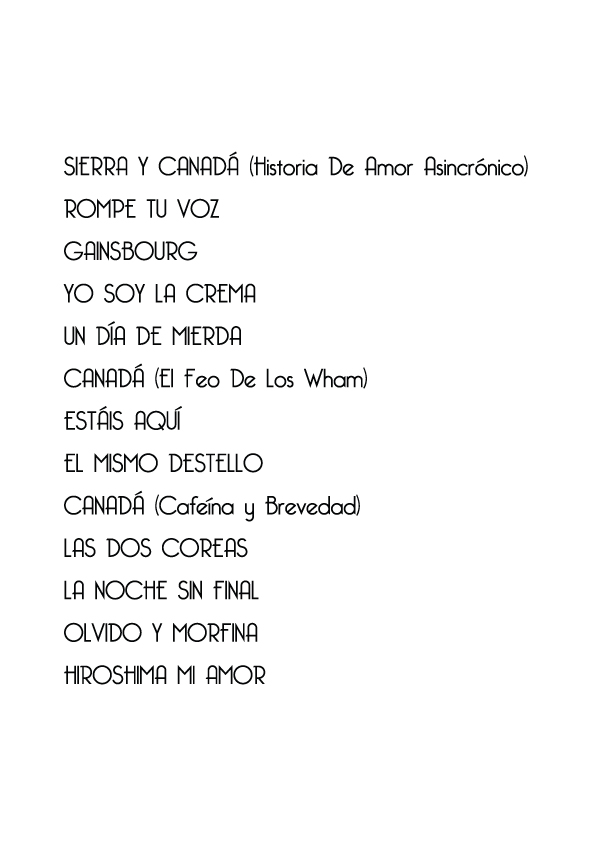 SIERRA Y CANADÁ (Historia De Amor Asincrónico)
ROMPE TU VOZ
GAINSBOURG
YO SOY LA CREMA
UN DÍA DE MIERDA
CANADÁ (El Feo De Los Wham)
ESTÁIS AQUÍ
EL MISMO DESTELLO
CANADÁ (Cafeína y Brevedad)
LAS DOS COREAS
LA NOCHE SIN FINAL
OLVIDO Y MORFINA
HIROSHIMA MI AMOR